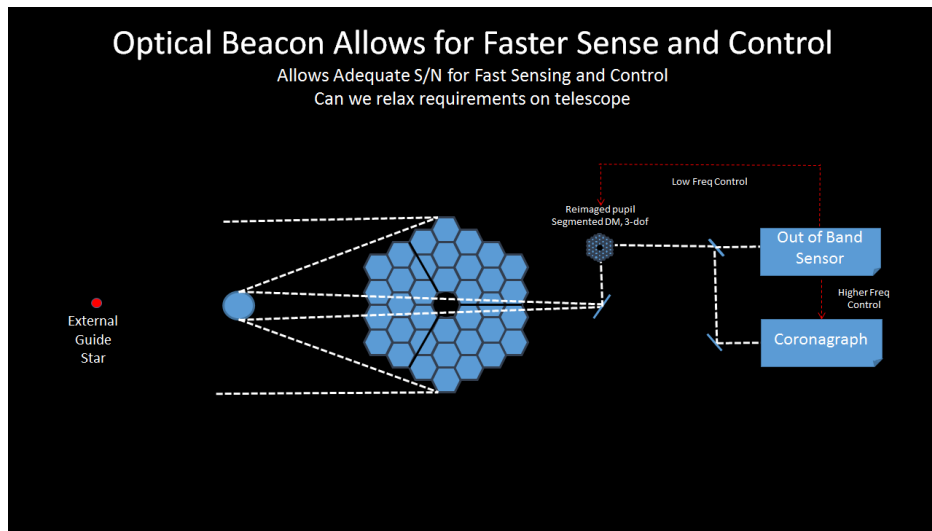 Optical Beacon Allows for Faster Sense and Control
Allows Adequate S/N for Fast Sensing and Control
Can we relax requirements on telescope
Low Freq Control
Reimaged pupil
Segmented DM, 3-dof
Out of Band
Sensor
Higher Freq
Control
Coronagraph
External
Guide
Star